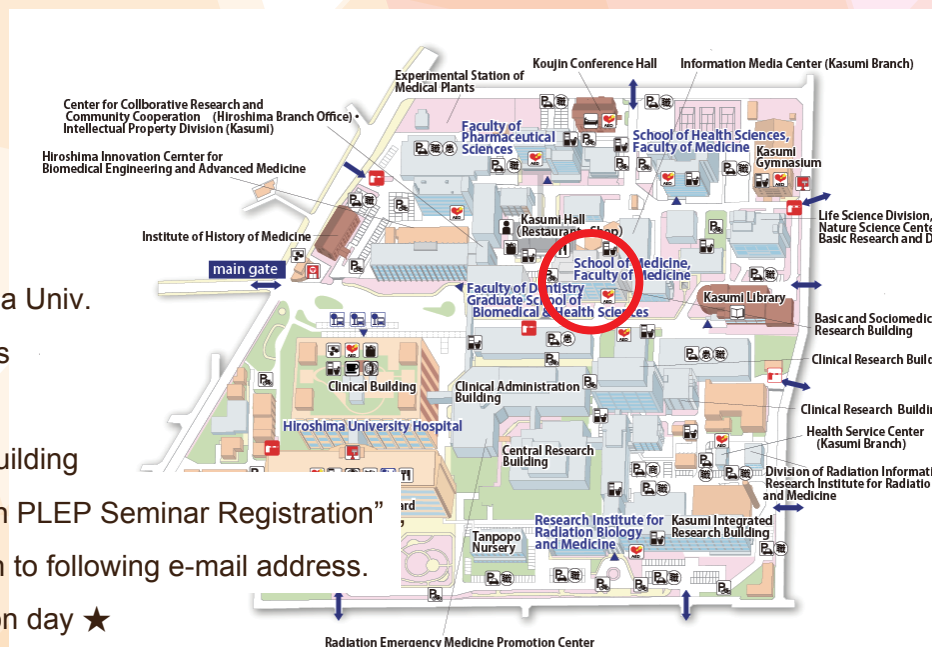 Koujin Conference Hall
Information Media Center (Kasumi Branch)
Experimental Station of
Medical Plants
Center for Collborative Research and
Community Cooperation (Hiroshima Branch Office)・
Intellectual Property Division (Kasumi)
Faculty of
Pharmaceutical
Sciences
School of Health Sciences,
Faculty of Medicine
Kasumi
Gymnasium
Hiroshima Innovation Center for
Biomedical Engineering and Advanced Medicine
Kasumi Hall
(Restaurant, Shop)
Life Science Division,
Nature Science Cente
Basic Research and D
Institute of History of Medicine
main gate
School of Medicine,
Faculty of Medicine
Faculty of Dentistry
Graduate School of
Biomedical & Health Sciences
Kasumi Library
a Univ.
Basic and Sociomedic
Research Building
s
Clinical Research Build
Clinical Building
Clinical Administration
Building
Clinical Research Buildin
Hiroshima University Hospital
Health Service Center
(Kasumi Branch)
uilding
Central Research
Building
Division of Radiation Informati
Research Institute for Radiatio
and Medicine
n PLEP Seminar Registration” ,
ard
Research Institute for
Radiation Biology
and Medicine
Kasumi Integrated
Research Building
Tanpopo
Nursery
n to following e-mail address.
on day ★
Radiation Emergency Medicine Promotion Center